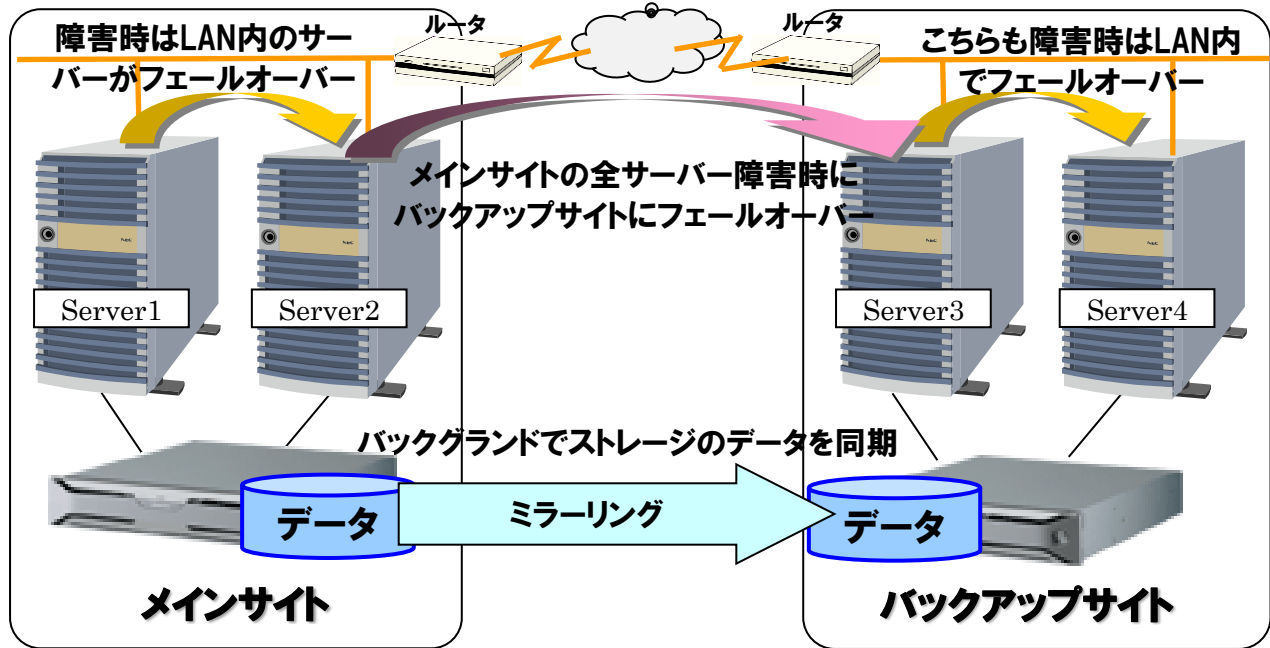 障害時はLAN内のサー
バーがフェールオーバー
ルータ
ルータ
こちらも障害時はLAN内
でフェールオーバー
メインサイトの全サーバー障害時に
バックアップサイトにフェールオーバー
NEC
NEC
NEC
NEC
Server1
Server2
Server3
Server4
バックグランドでストレージのデータを同期
データ
ミラーリング
データ
メインサイト
バックアップサイト